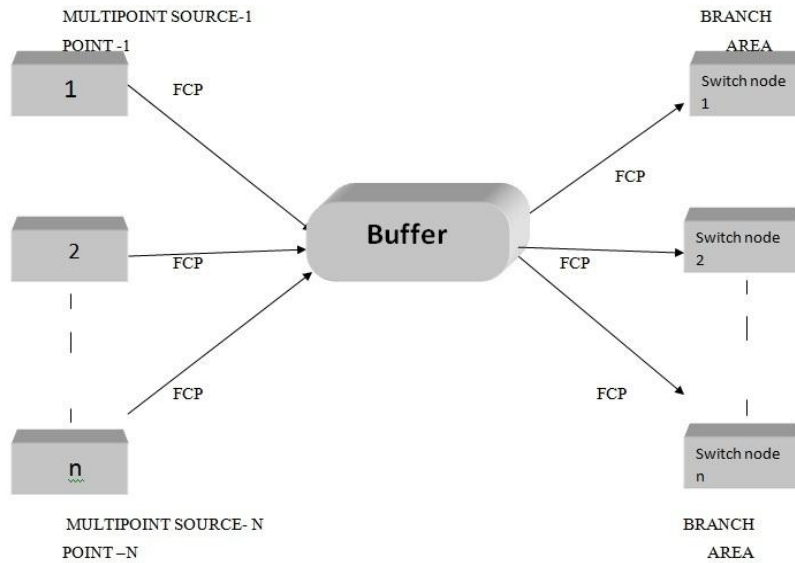 MULTIPOINT SOURCE-1
POINT -1
BRANCH
AREA
1
FCP
Switch node
1
FCP
2
FCP
Buffer
FCP
Switch node
2
FCP
FCP
n
Switch node
n
MULTIPOINT SOURCE- N
POINT –N
BRANCH
AREA